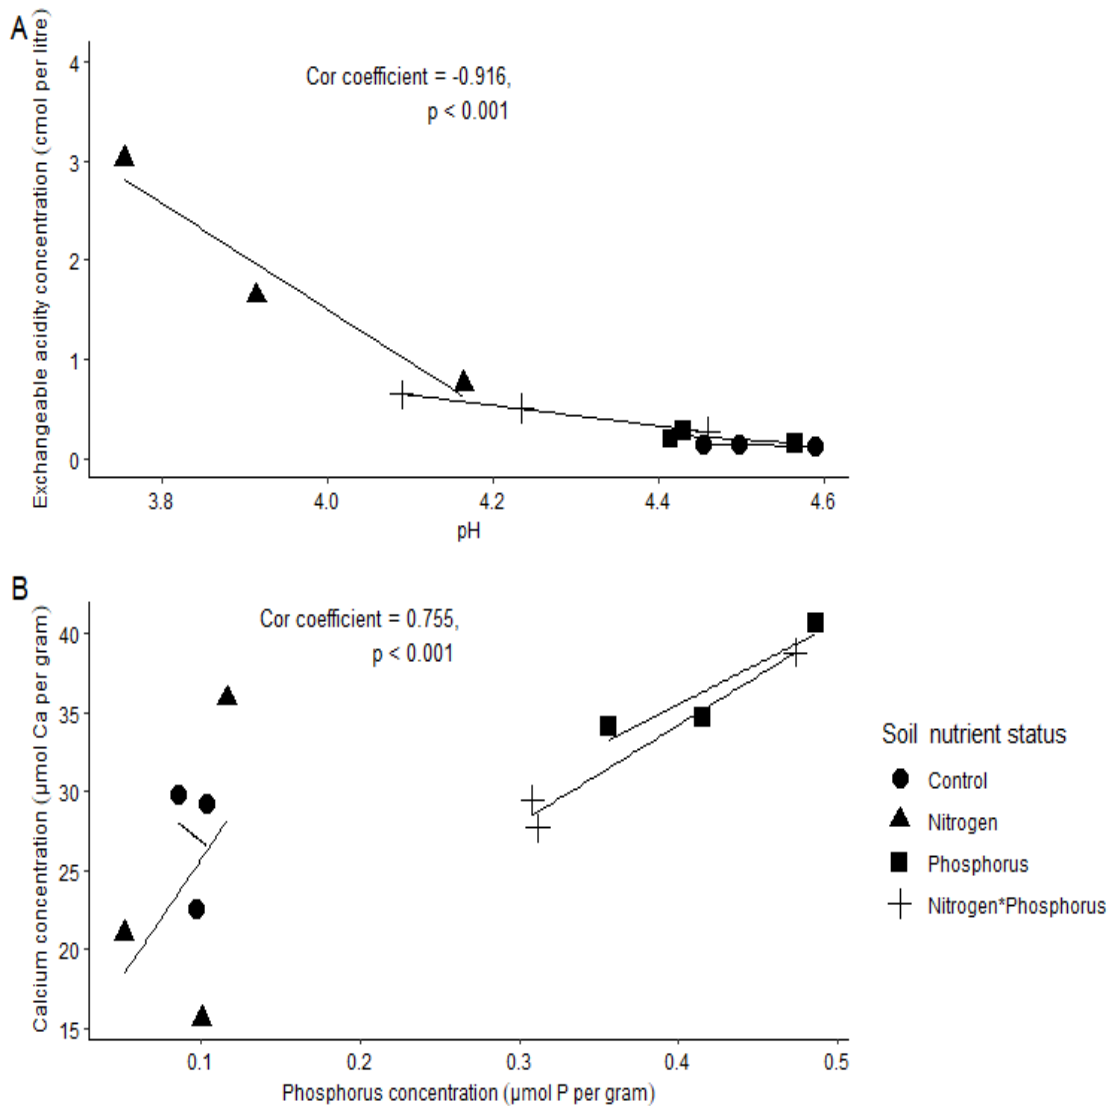 A
Exchangeable acidity concentration (cmol per litre)
4
3
2
1
0
Cor coefficient = -0.916,
p < 0.001
3.8 4.0 4.2 4.4 4.6
pH
B
Calcium concentration (µmol Ca per gram)
40
35
30
25
20
15
Cor coefficient = 0.755,
p < 0.001
0.1 0.2 0.3 0.4 0.5
Phosphorus concentration (µmol P per gram)
Soil nutrient status
Control
Nitrogen
Phosphorus
Nitrogen*Phosphorus